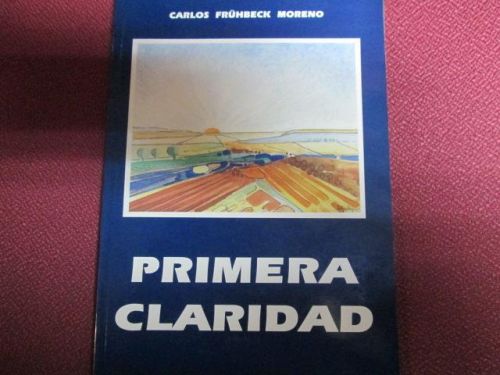 CARLOS FRÜHBECK MORENO
PRIMERA
CLARIDAD